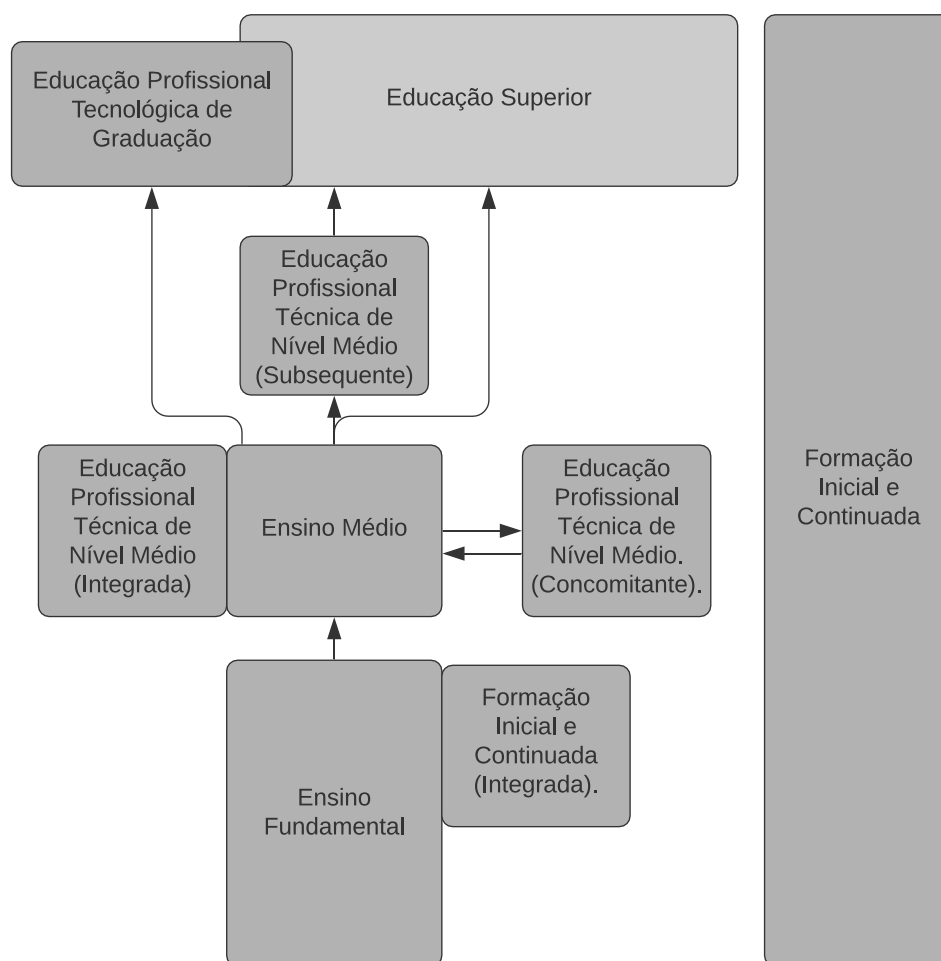 Educação Profissional
Tecnológica de
Graduação
Educação Superior
Educação
Profissional
Técnica de
Nível Médio
(Subsequente)
Educação
Profissional
Técnica de
Nível Médio
(Integrada)
Ensino Médio
Educação
Profissional
Técnica de
Nível Médio.
(Concomitante).
Formação
Inicial e
Continuada
Ensino
Fundamental
Formação
Inicial e
Continuada
(Integrada).